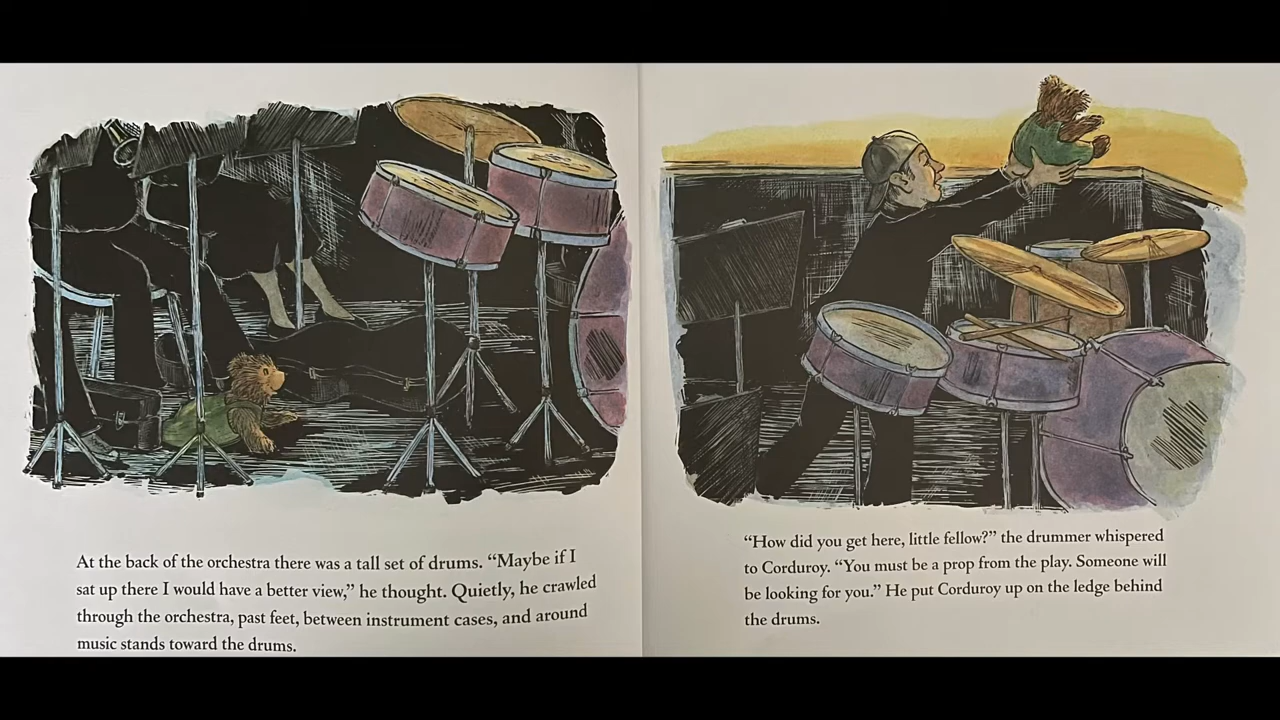 At the back of the orchestra there was a tall set of drums. “Maybe if I
sat up there I would have a better view,” he thought. Quietly, he crawled
through the orchestra, past feet, between instrument cases, and around
music stands toward the drums.
“How did you get here, little fellow?” the drummer whispered
to Corduroy. “You must be a prop from the play. Someone will
be looking for you.” He put Corduroy up on the ledge behind
the drums.